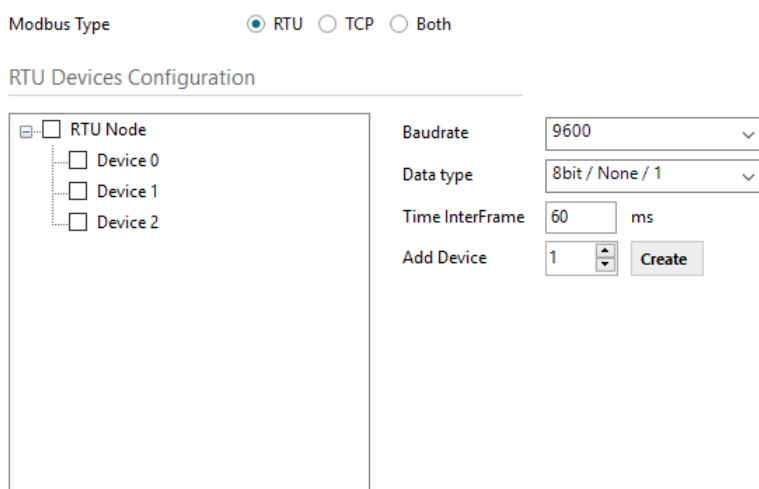 Modbus Type RTU TCP Both
RTU Devices Configuration
RTU Node
Device 0
Device 1
Device 2
Baudrate 9600
Data type 8bit / None / 1
Time InterFrame 60 ms
Add Device 1 Create